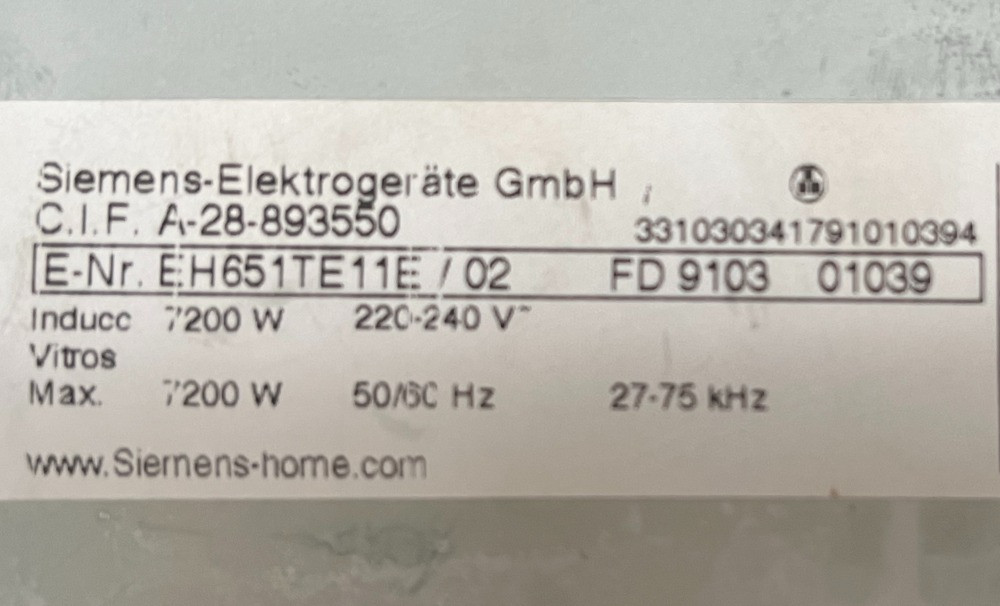 Siemens-Elektrogeräte GmbH
C.I.F. A-28-893550
331030341791010394
E-Nr. EH651TE11E / 02 FD 9103 01039
Inducc 7200 W 220-240 V~
Vitros
Max. 7200 W 50/60 Hz 27-75 kHz
www.Siemens-home.com